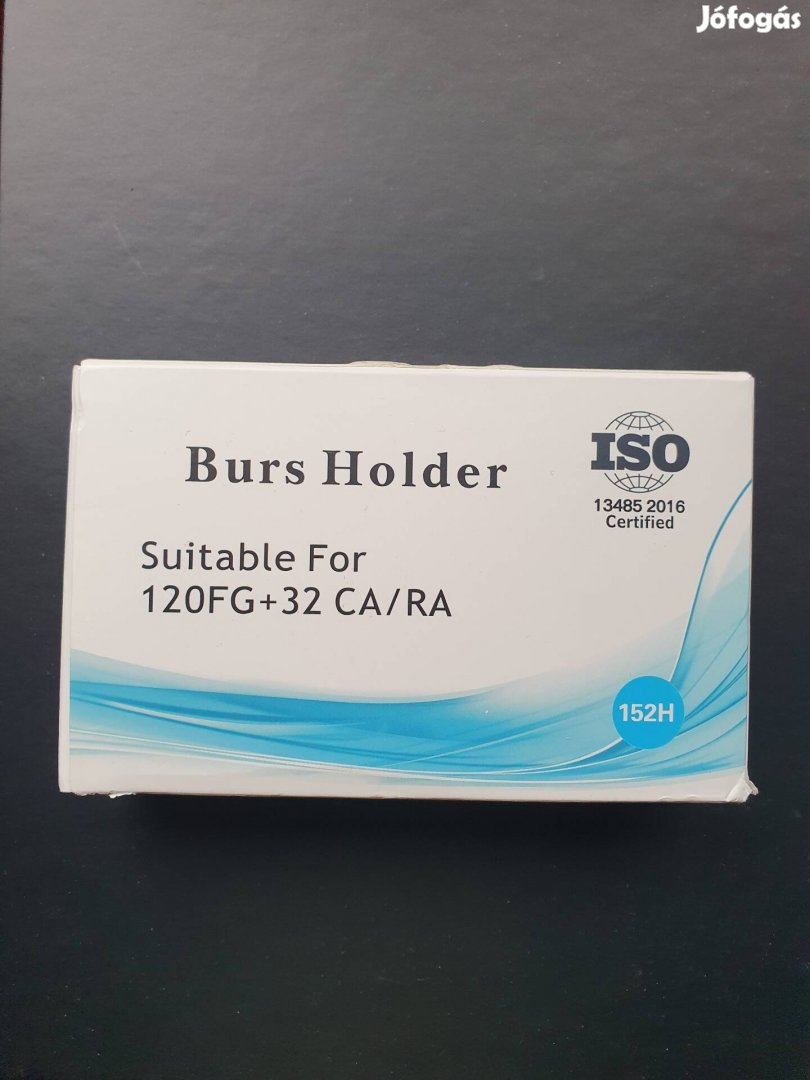 Jófogás
Burs Holder
ISO
13485 2016
Certified
Suitable For
120FG+32 CA/RA
152H